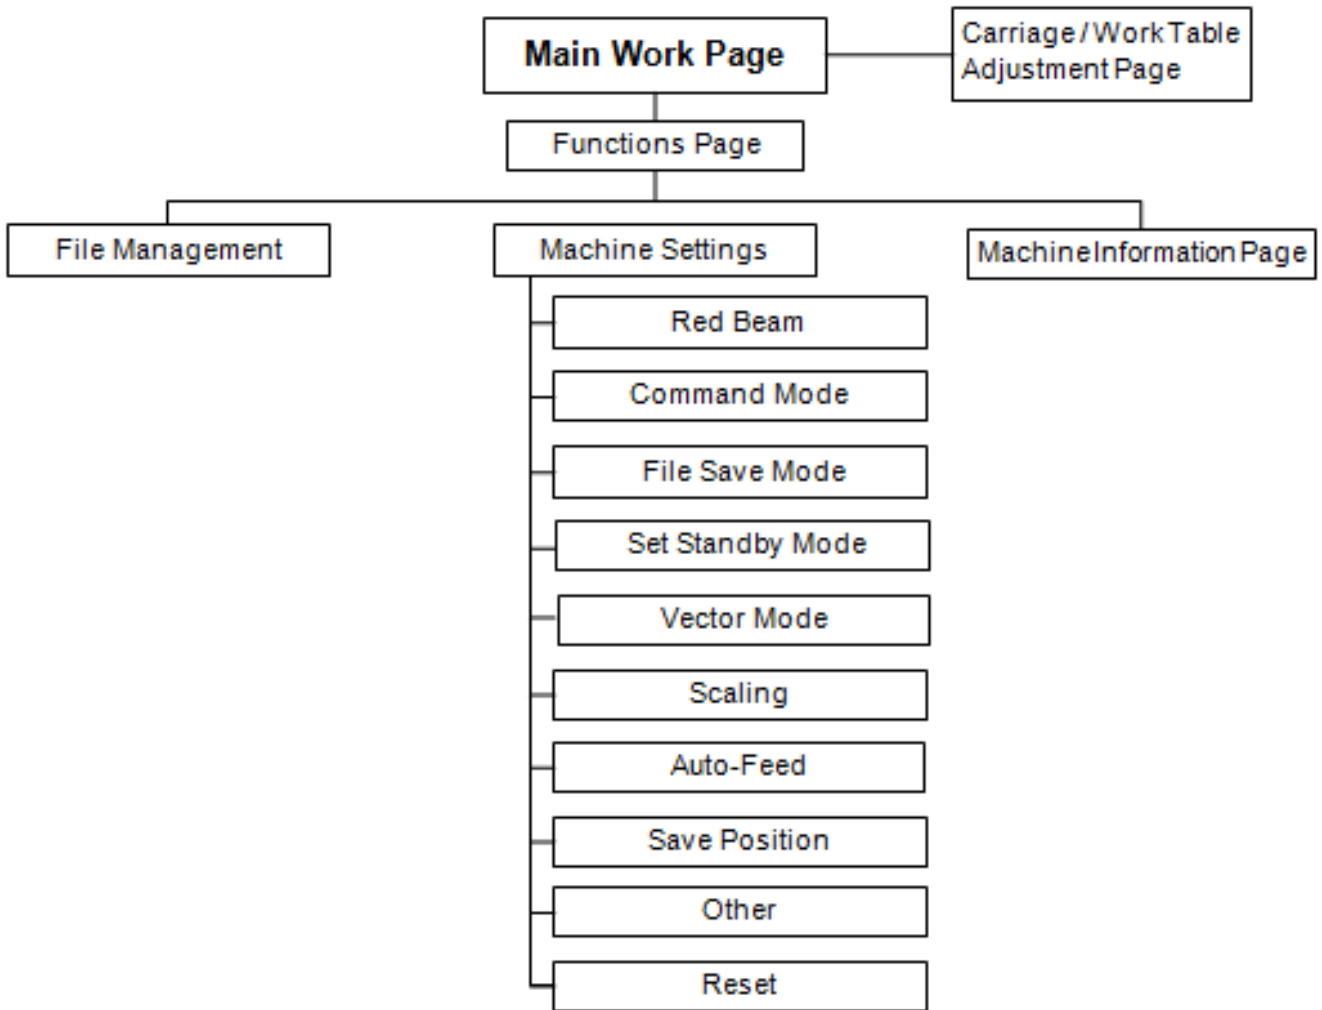 Main Work Page
Carriage / Work Table
Adjustment Page
Functions Page
File Management
Machine Settings
Machine Information Page
Red Beam
Command Mode
File Save Mode
Set Standby Mode
Vector Mode
Scaling
Auto-Feed
Save Position
Other
Reset